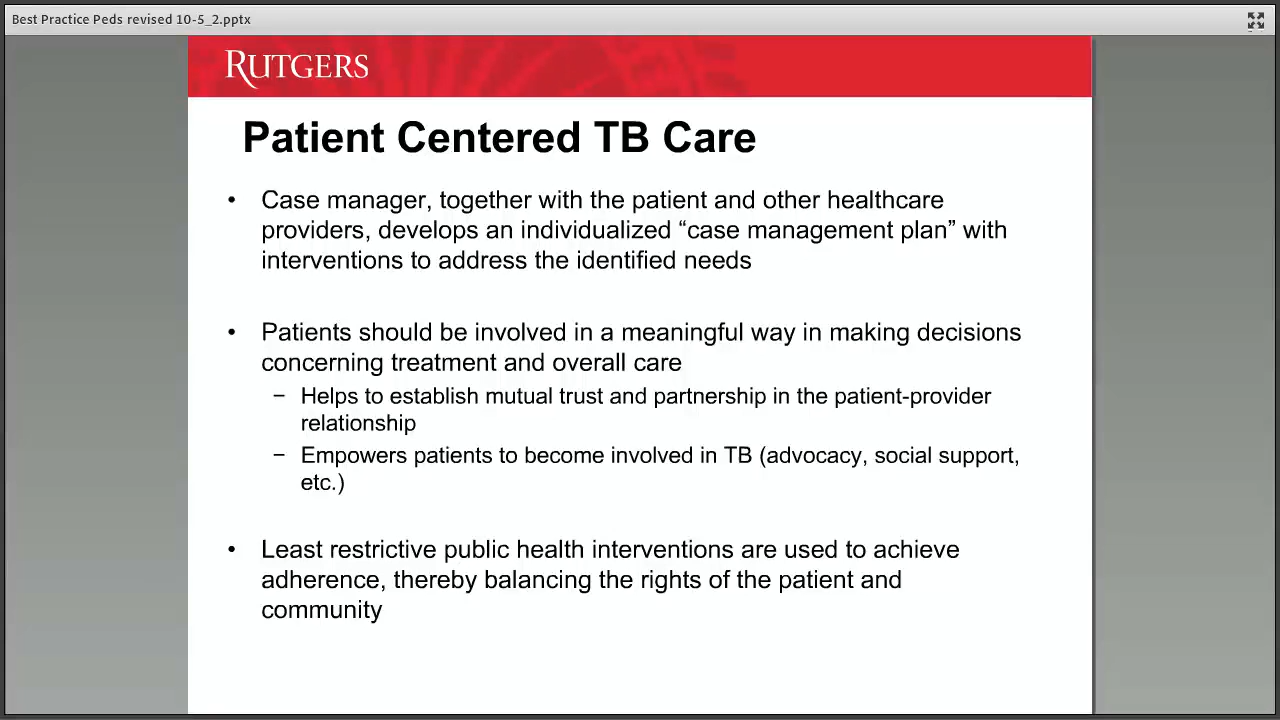 Best Practice Peds revised 10-5_2.pptx
RUTGERS
Patient Centered TB Care
• Case manager, together with the patient and other healthcare
providers, develops an individualized “case management plan” with
interventions to address the identified needs
• Patients should be involved in a meaningful way in making decisions
concerning treatment and overall care
− Helps to establish mutual trust and partnership in the patient-provider
relationship
− Empowers patients to become involved in TB (advocacy, social support,
etc.)
• Least restrictive public health interventions are used to achieve
adherence, thereby balancing the rights of the patient and
community